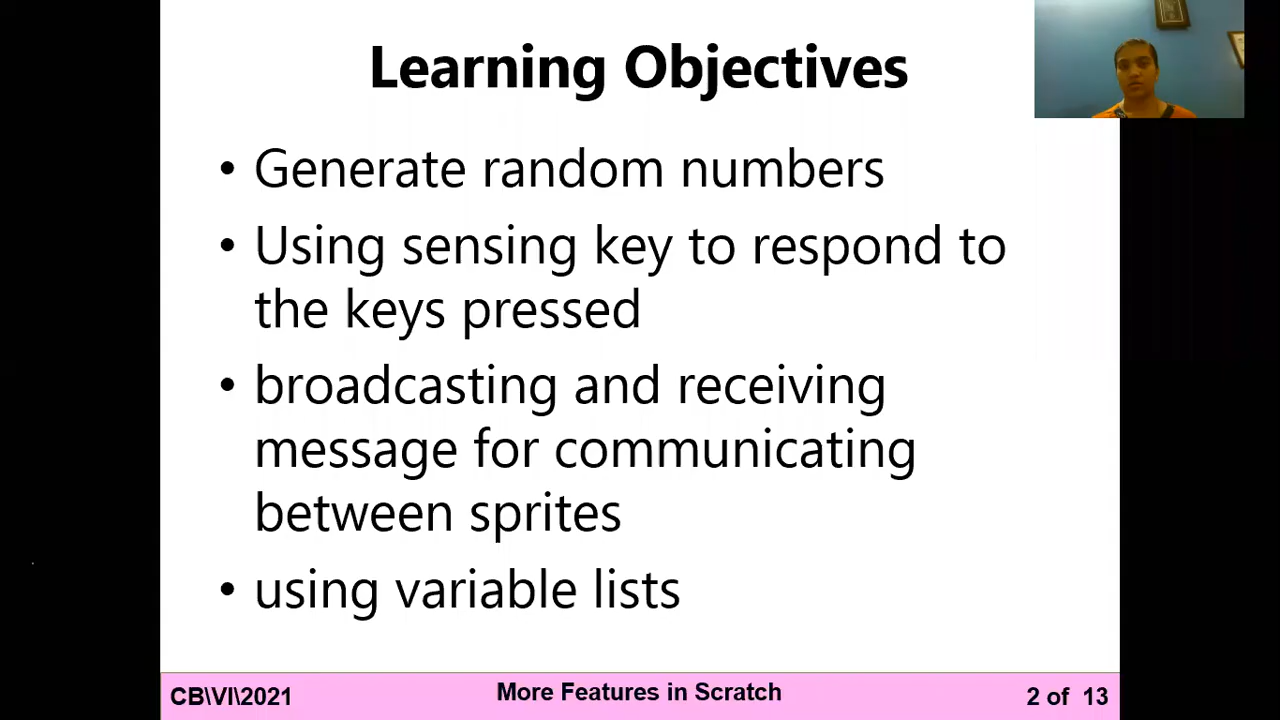 Learning Objectives
• Generate random numbers
• Using sensing key to respond to
the keys pressed
• broadcasting and receiving
message for communicating
between sprites
• using variable lists
CB\VI\2021
More Features in Scratch
2 of 13